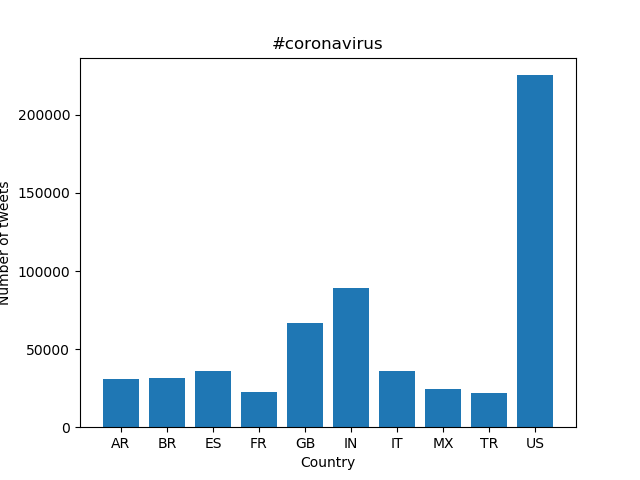 #coronavirus
Number of tweets
200000
150000
100000
50000
0
AR BR ES FR GB IN IT MX TR US
Country